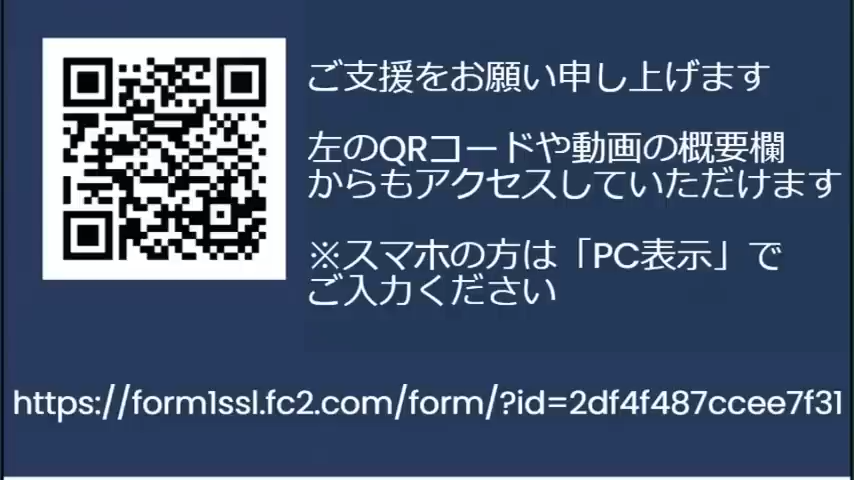 ご支援をお願い申し上げます
左のQRコードや動画の概要欄
からもアクセスしていただけます
※スマホの方は「PC表示」で
ご入力ください
https://form1ssl.fc2.com/form/?id=2df4f487ccee7f31